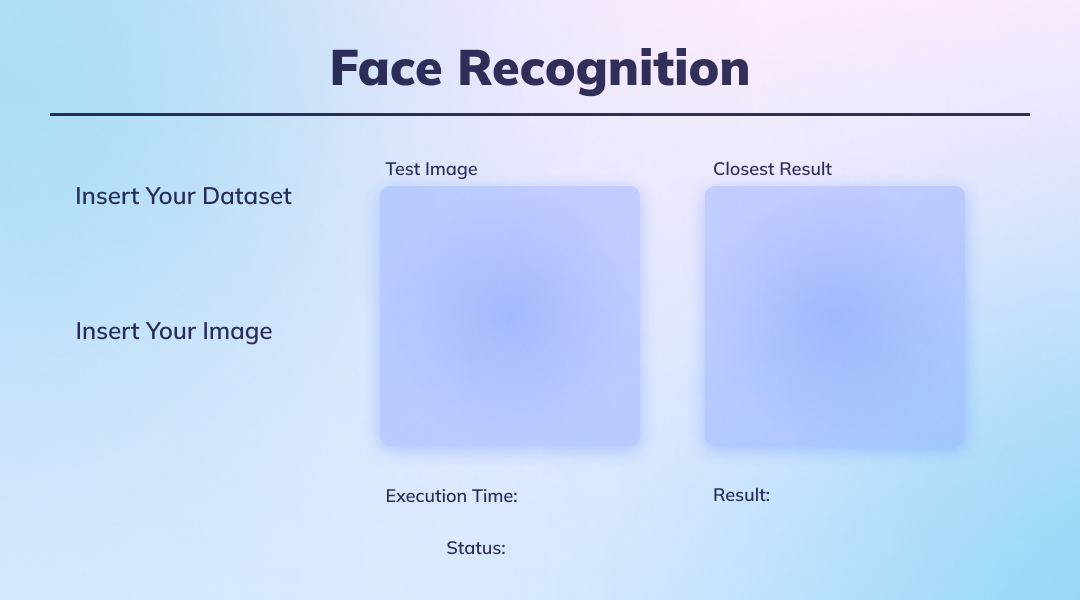 Face Recognition
Insert Your Dataset
Insert Your Image
Test Image
Closest Result
Execution Time:
Result:
Status: